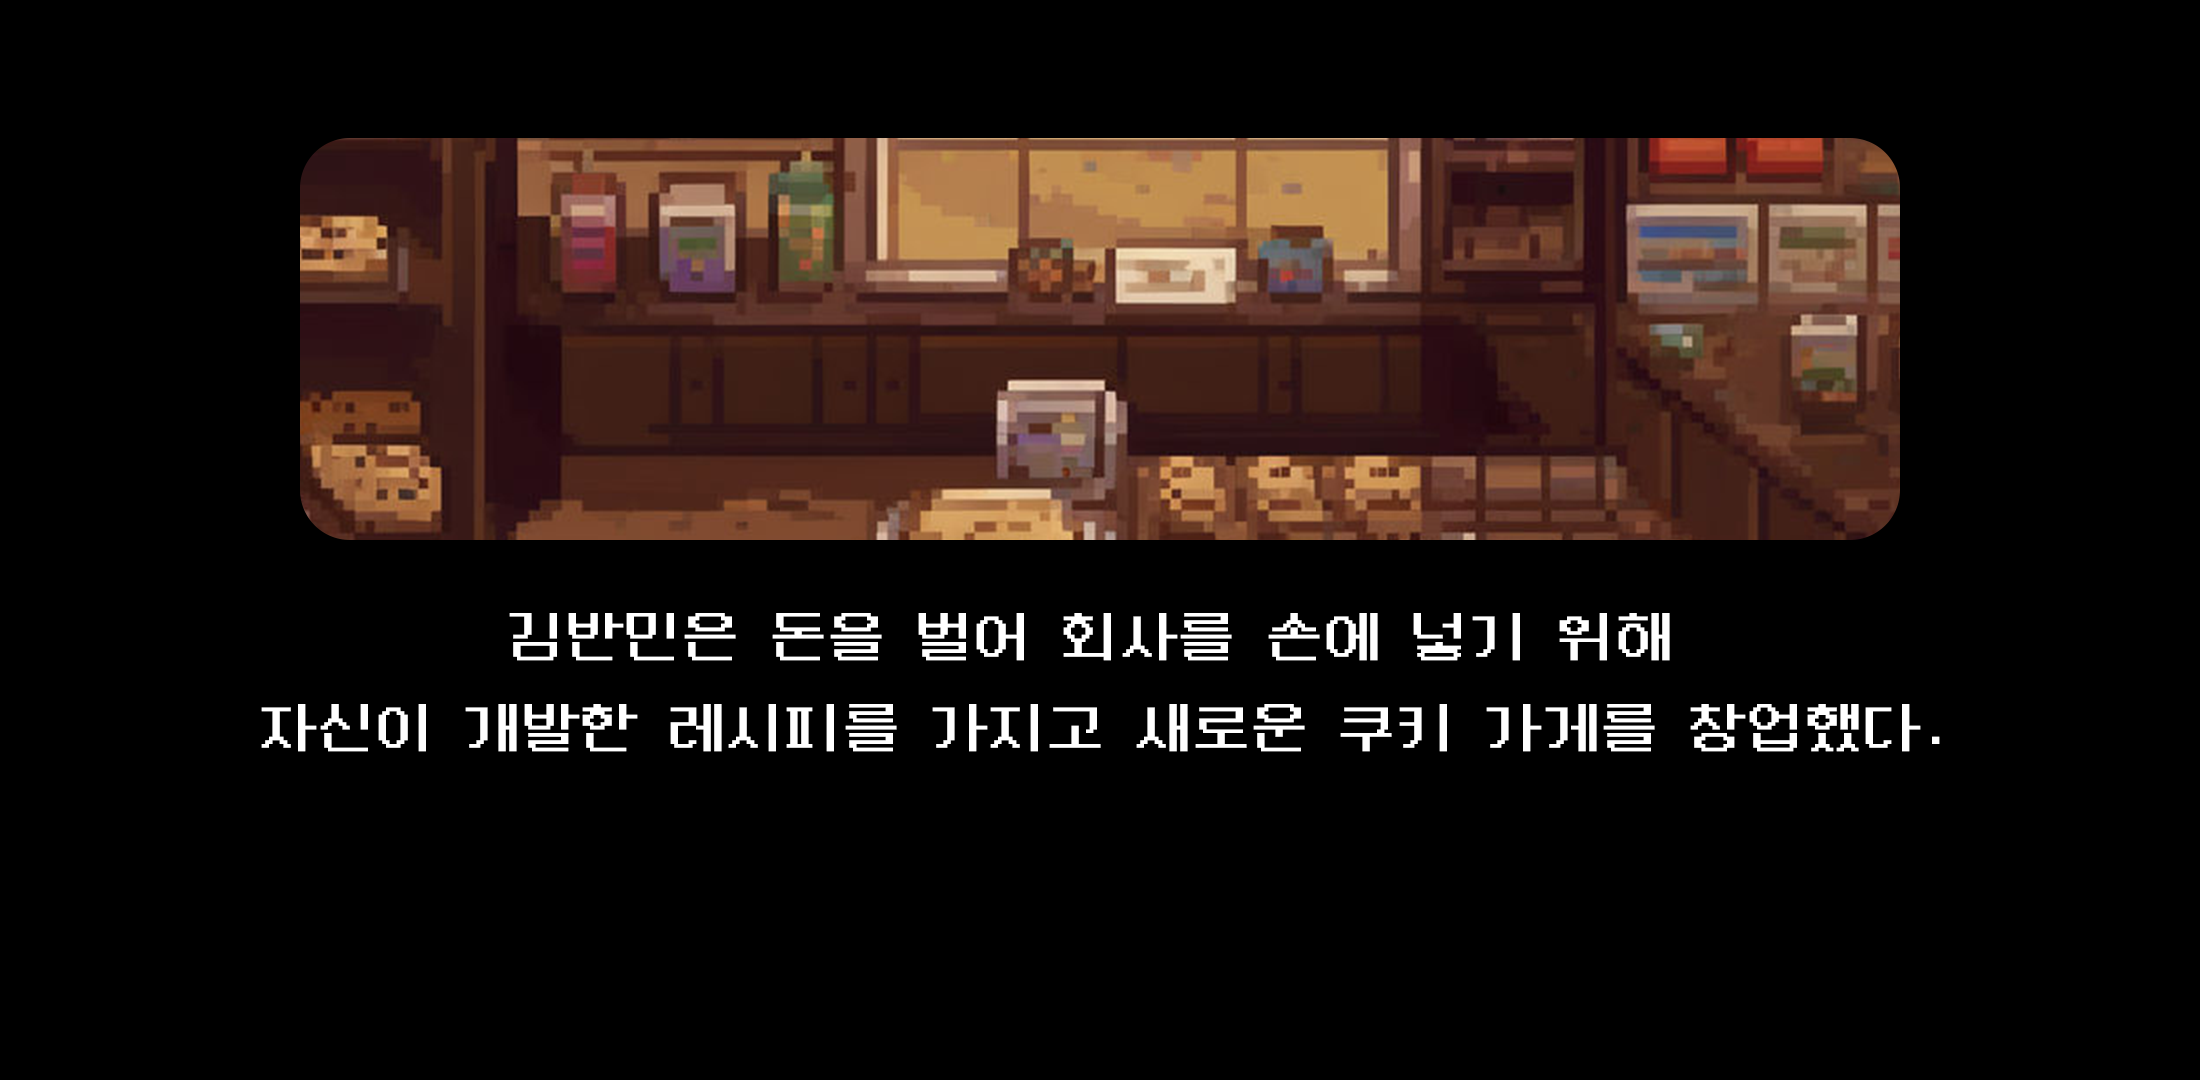 김반민은 돈을 벌어 회사를 손에 넣기 위해
자신이 개발한 레시피를 가지고 새로운 쿠키 가게를 창업했다.